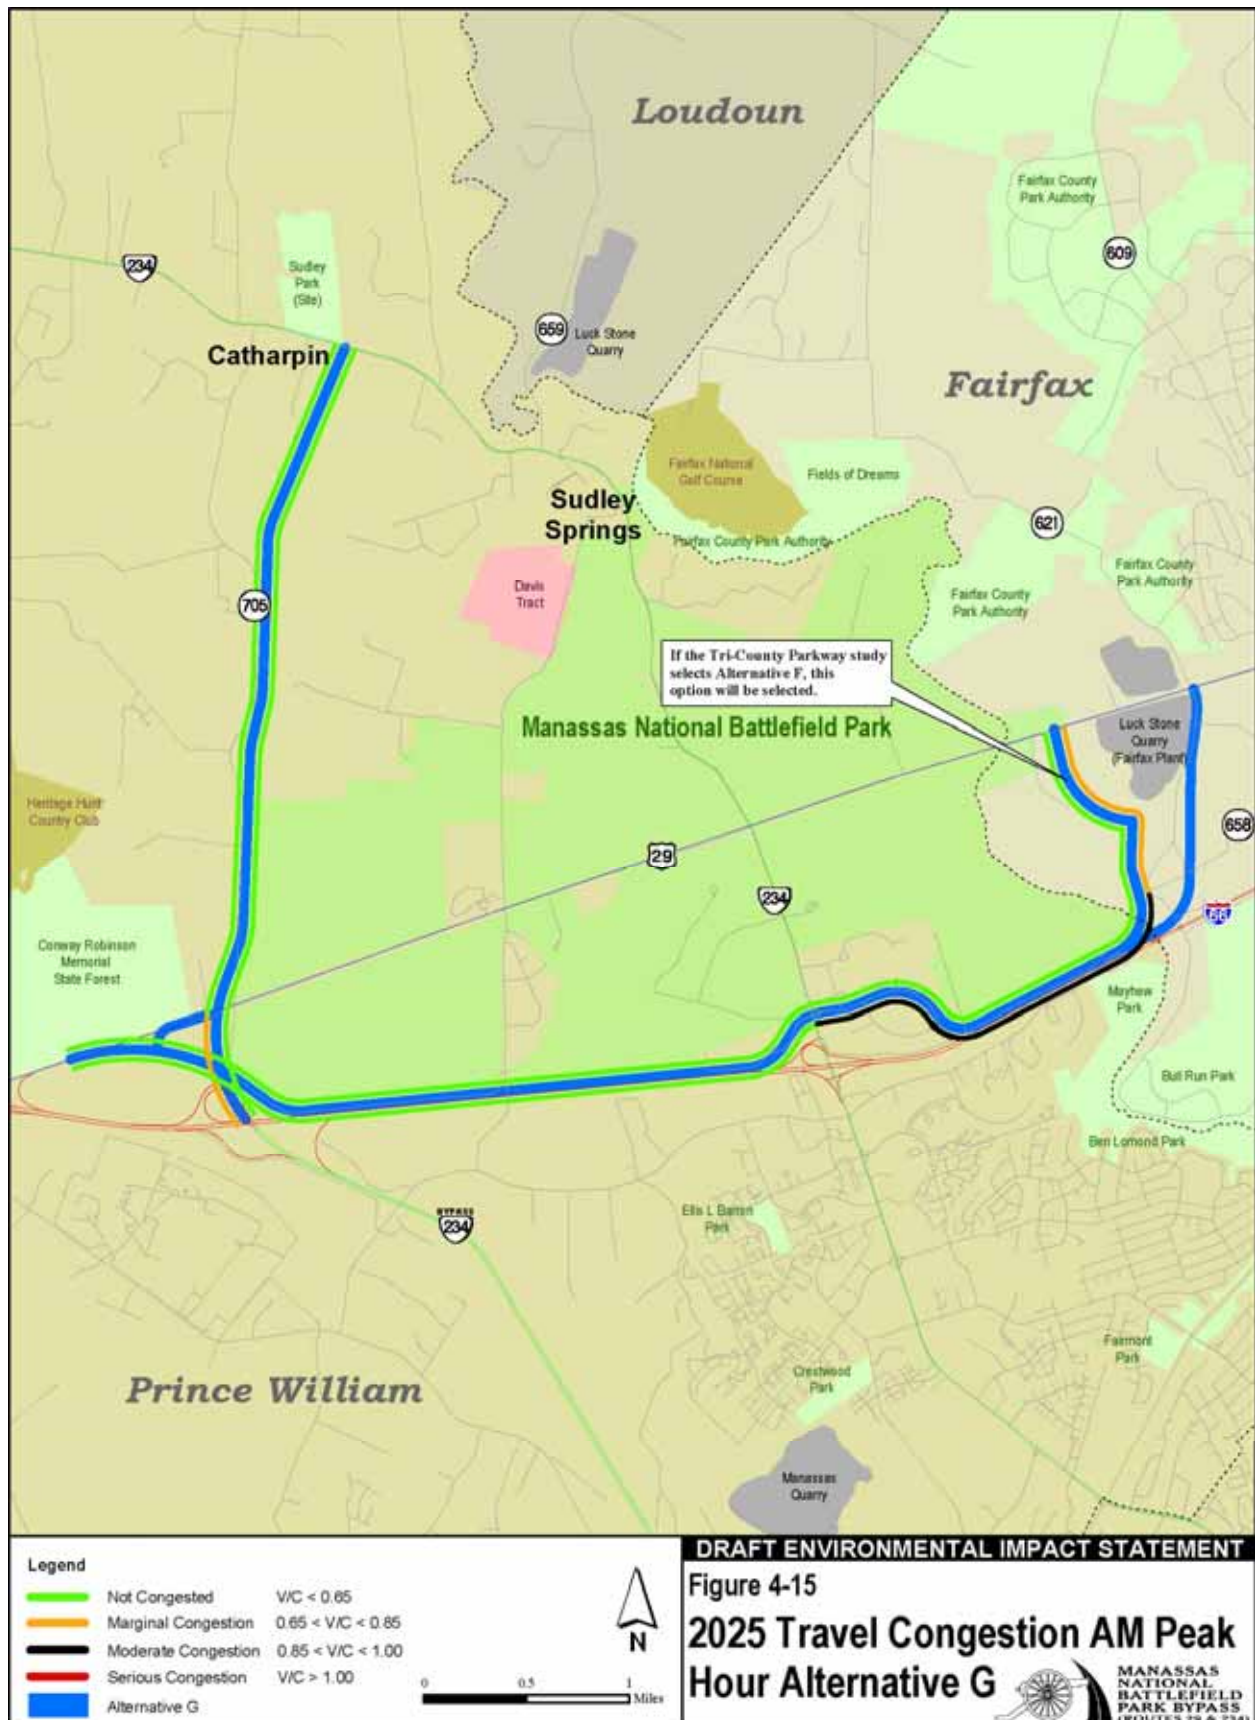 Loudoun
Fairfax County
Park Authority
609
234
Sudley
Park
(Site)
659
Luck Stone
Quarry
Catharpin
Fairfax
Fairfax National
Golf Course
Fields of Dreams
Sudley
Springs
621
Fairfax County Park Authority
Fairfax County
Park Authority
Davis
Tract
Fairfax County
Park Authority
705
If the Tri-County Parkway study
selects Alternative F, this
option will be selected.
Manassas National Battlefield Park
Luck Stone
Quarry
(Fairfax Plant)
Heritage Hunt
Country Club
658
29
234
66
Conway Robinson
Memorial
State Forest
Mayhew
Park
Bull Run Park
Ben Lomond Park
Ellis L Barron
Park
BYPASS
234
Fairmont
Park
Crestwood
Park
Prince William
Manassas
Quarry
Legend
Not Congested V/C < 0.65
Marginal Congestion 0.65 < V/C < 0.85
Moderate Congestion 0.85 < V/C < 1.00
Serious Congestion V/C > 1.00
Alternative G
N
0 0.5 1
Miles
DRAFT ENVIRONMENTAL IMPACT STATEMENT
Figure 4-15
2025 Travel Congestion AM Peak
Hour Alternative G
MANASSAS
NATIONAL
BATTLEFIELD
PARK BYPASS
(ROUTES 29 & 234)